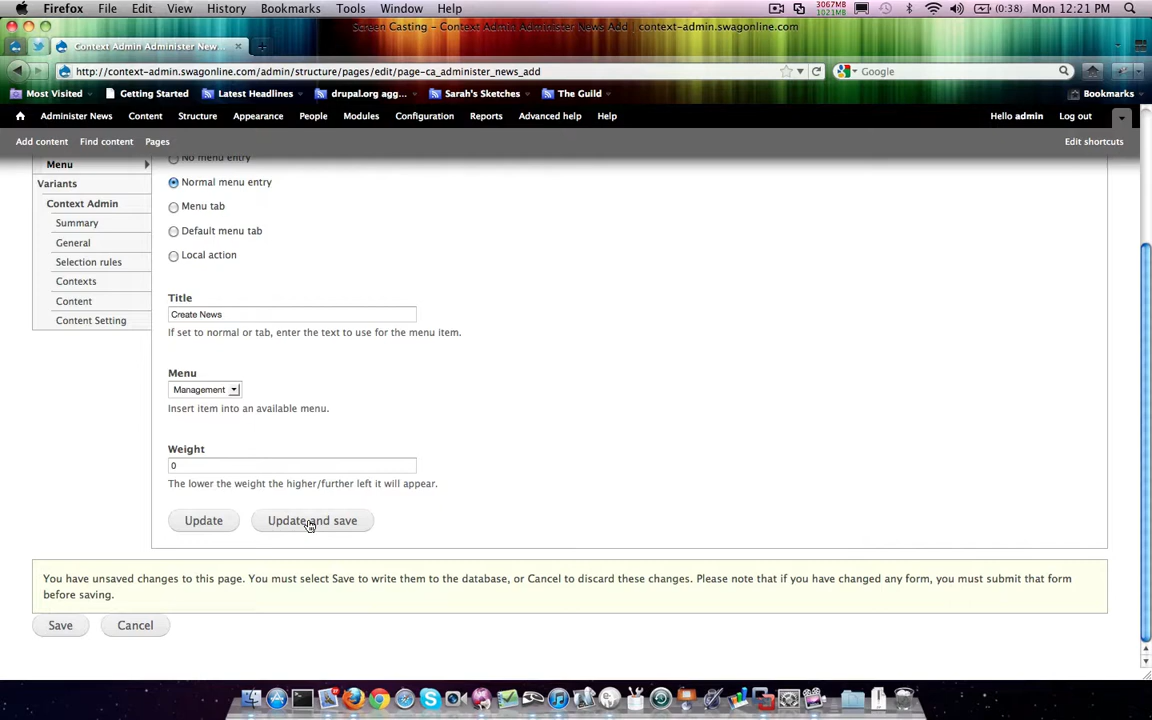 Firefox File Edit View History Bookmarks Tools Window Help 3067MB 1021MB (0:38) Mon 12:21 PM
Screen Casting – Context Admin Administer News Add | context-admin.swagonline.com
Context Admin Administer New...
http://context-admin.swagonline.com/admin/structure/pages/edit/page-ca_administer_news_add Google
Most Visited Getting Started Latest Headlines drupal.org agg... Sarah's Sketches The Guild Bookmarks
Administer News Content Structure Appearance People Modules Configuration Reports Advanced help Help Hello admin Log out
Add content Find content Pages Edit shortcuts
Menu
Variants
Context Admin
Summary
General
Selection rules
Contexts
Content
Content Setting
No menu entry
Normal menu entry
Menu tab
Default menu tab
Local action
Title
Create News
If set to normal or tab, enter the text to use for the menu item.
Menu
Management
Insert item into an available menu.
Weight
0
The lower the weight the higher/further left it will appear.
Update Update and save
You have unsaved changes to this page. You must select Save to write them to the database, or Cancel to discard these changes. Please note that if you have changed any form, you must submit that form
before saving.
Save Cancel